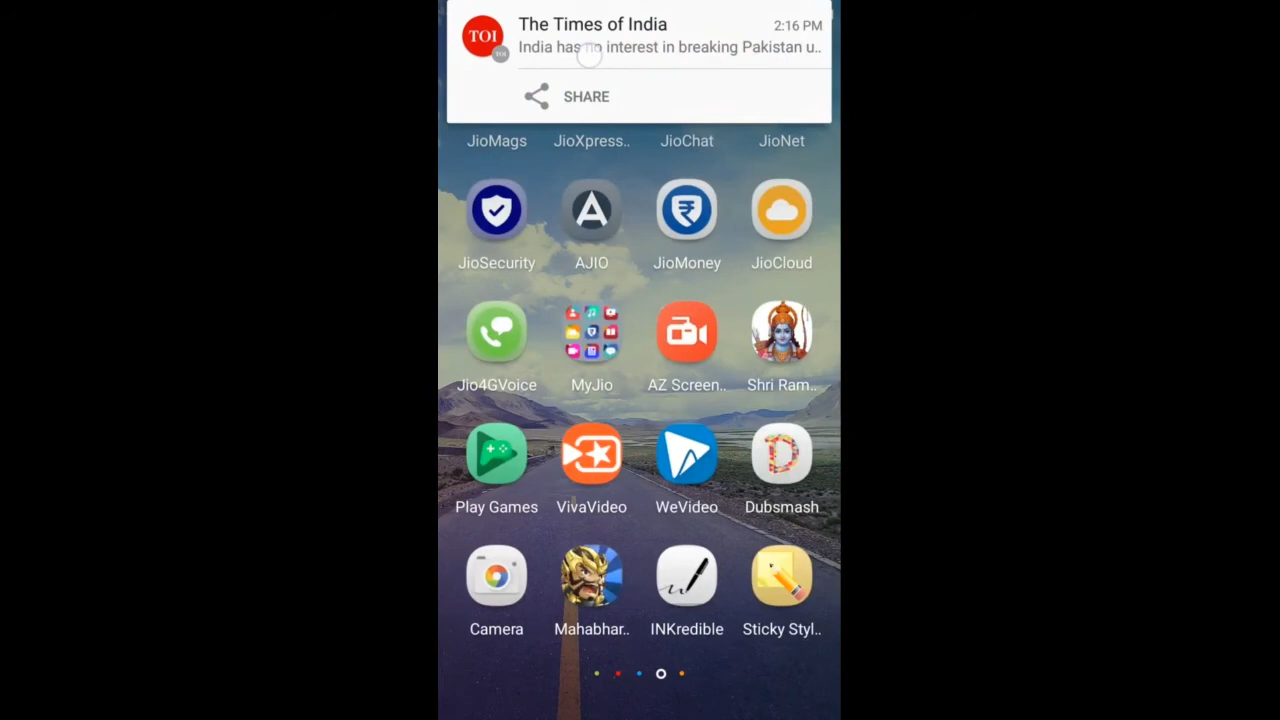 The Times of India 2:16 PM
TOI
TOI
India has no interest in breaking Pakistan u..
SHARE
JioMags JioXpress.. JioChat JioNet
JioSecurity AJIO JioMoney JioCloud
Jio4GVoice MyJio AZ Screen.. Shri Ram..
Play Games VivaVideo WeVideo Dubsmash
Camera Mahabhar.. INKredible Sticky Styl..